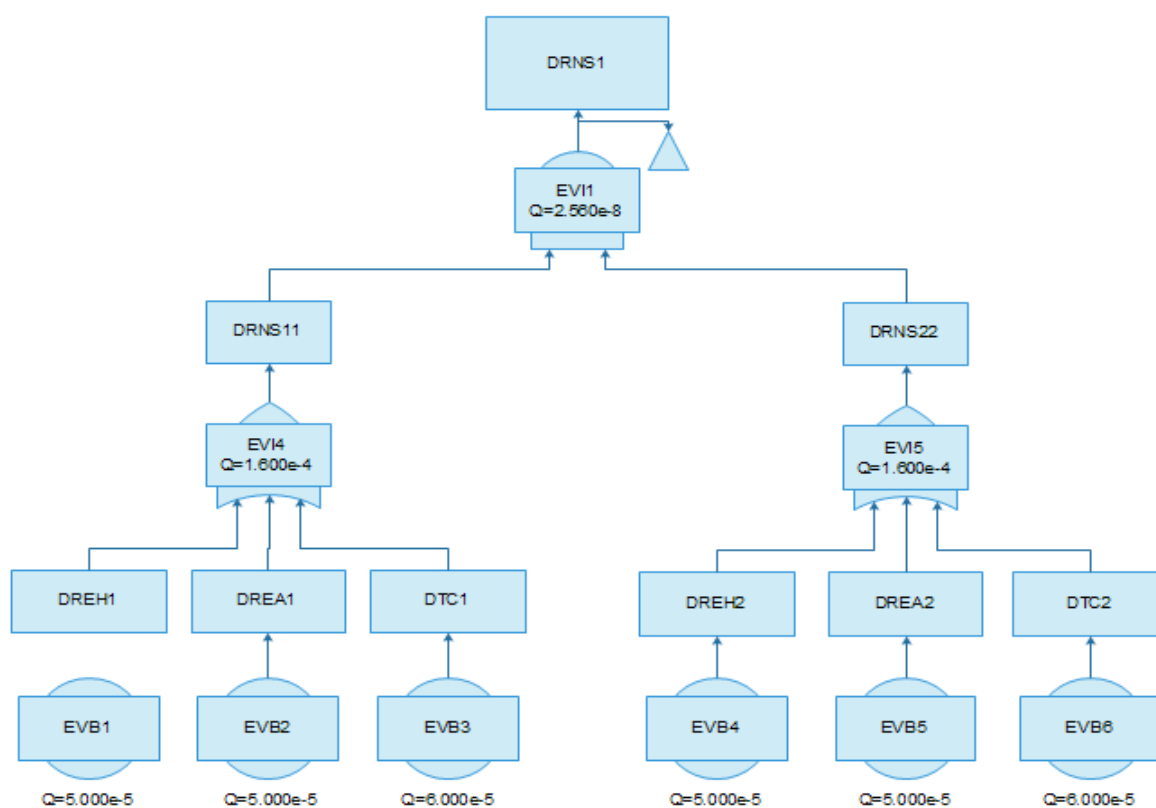 DRNS1
EVI1
Q=2.560e-8
DRNS11
DRNS22
EVI4
Q=1.600e-4
EVI5
Q=1.600e-4
DREH1
DREA1
DTC1
DREH2
DREA2
DTC2
EVB1
EVB2
EVB3
EVB4
EVB5
EVB6
Q=5.000e-5
Q=5.000e-5
Q=6.000e-5
Q=5.000e-5
Q=5.000e-5
Q=6.000e-5